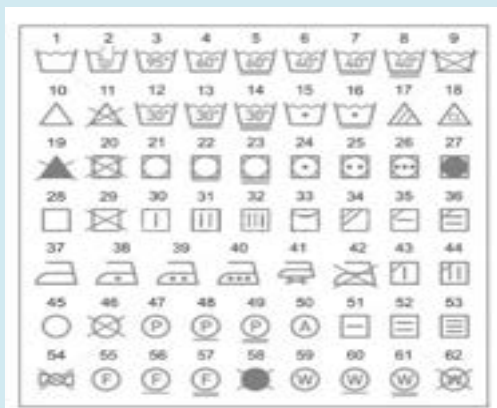 1 2 3 4 5 6 7 8 9
95° 60° 60° 40° 40° 40°
10 11 12 13 14 15 16 17 18
30° 30° 30°
19 20 21 22 23 24 25 26 27
28 29 30 31 32 33 34 35 36
37 38 39 40 41 42 43 44
45 46 47 48 49 50 51 52 53
P P P A
54 55 56 57 58 59 60 61 62
F F F W W W W